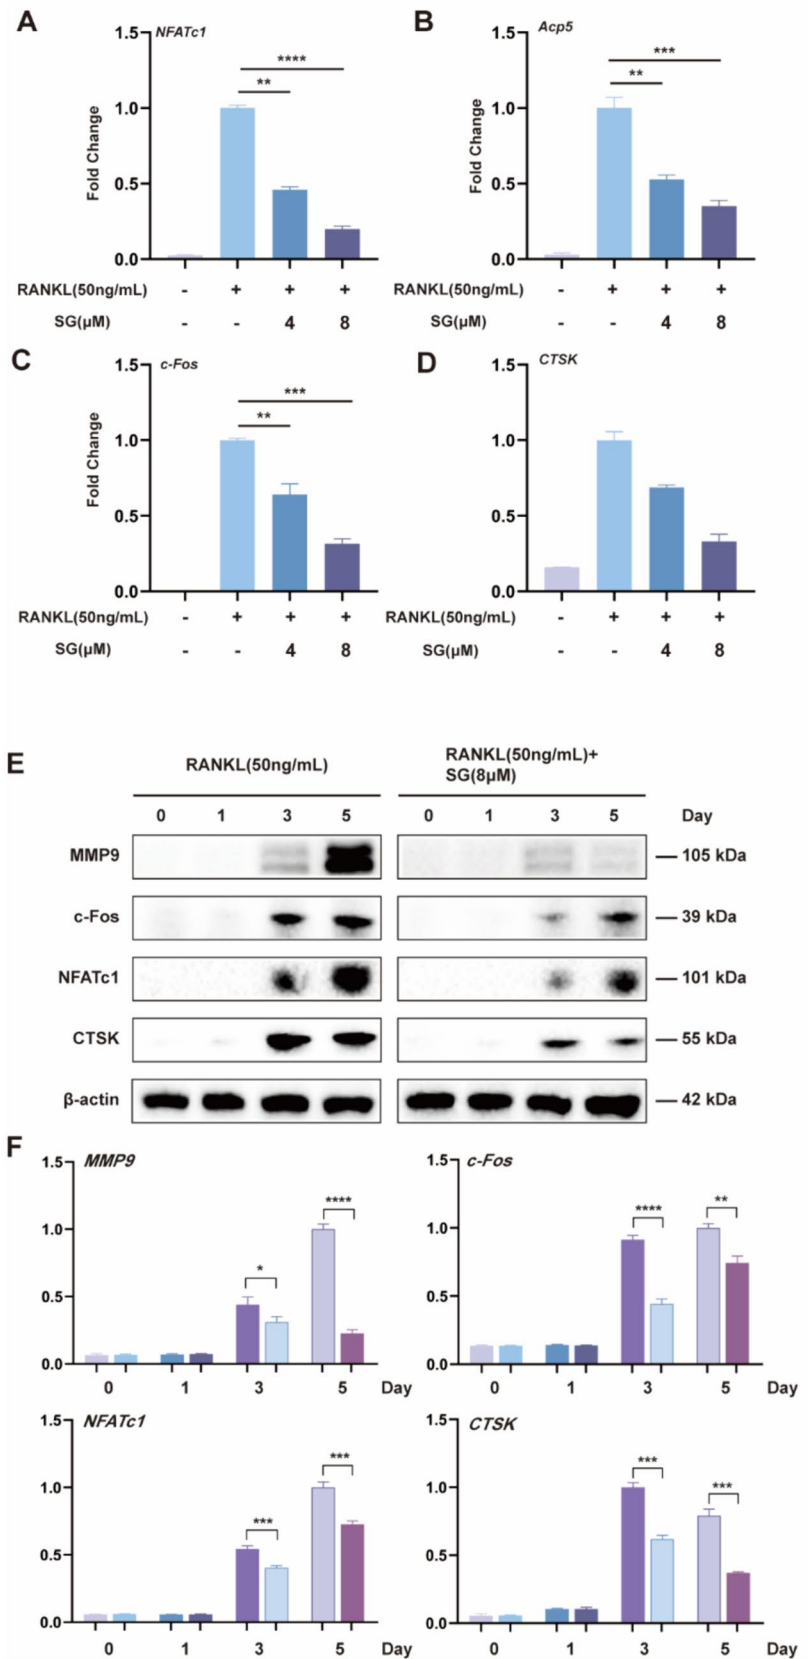 A
NFATc1
1.5
1.0
0.5
0.0
Fold Change
****
**
RANKL(50ng/mL) - + + +
SG(μM) - - 4 8
B
Acp5
1.5
1.0
0.5
0.0
Fold Change
***
**
RANKL(50ng/mL) - + + +
SG(μM) - - 4 8
C
c-Fos
1.5
1.0
0.5
0.0
Fold Change
***
**
RANKL(50ng/mL) - + + +
SG(μM) - - 4 8
D
CTSK
1.5
1.0
0.5
0.0
RANKL(50ng/mL) - + + +
SG(μM) - - 4 8
E
RANKL(50ng/mL)
RANKL(50ng/mL)+
SG(8μM)
0 1 3 5 0 1 3 5 Day
MMP9 105 kDa
c-Fos 39 kDa
NFATc1 101 kDa
CTSK 55 kDa
β-actin 42 kDa
F
MMP9
1.5
1.0
0.5
0.0
*
****
0 1 3 5 Day
c-Fos
1.5
1.0
0.5
0.0
****
**
0 1 3 5 Day
NFATc1
1.5
1.0
0.5
0.0
***
***
0 1 3 5 Day
CTSK
1.5
1.0
0.5
0.0
***
***
0 1 3 5 Day